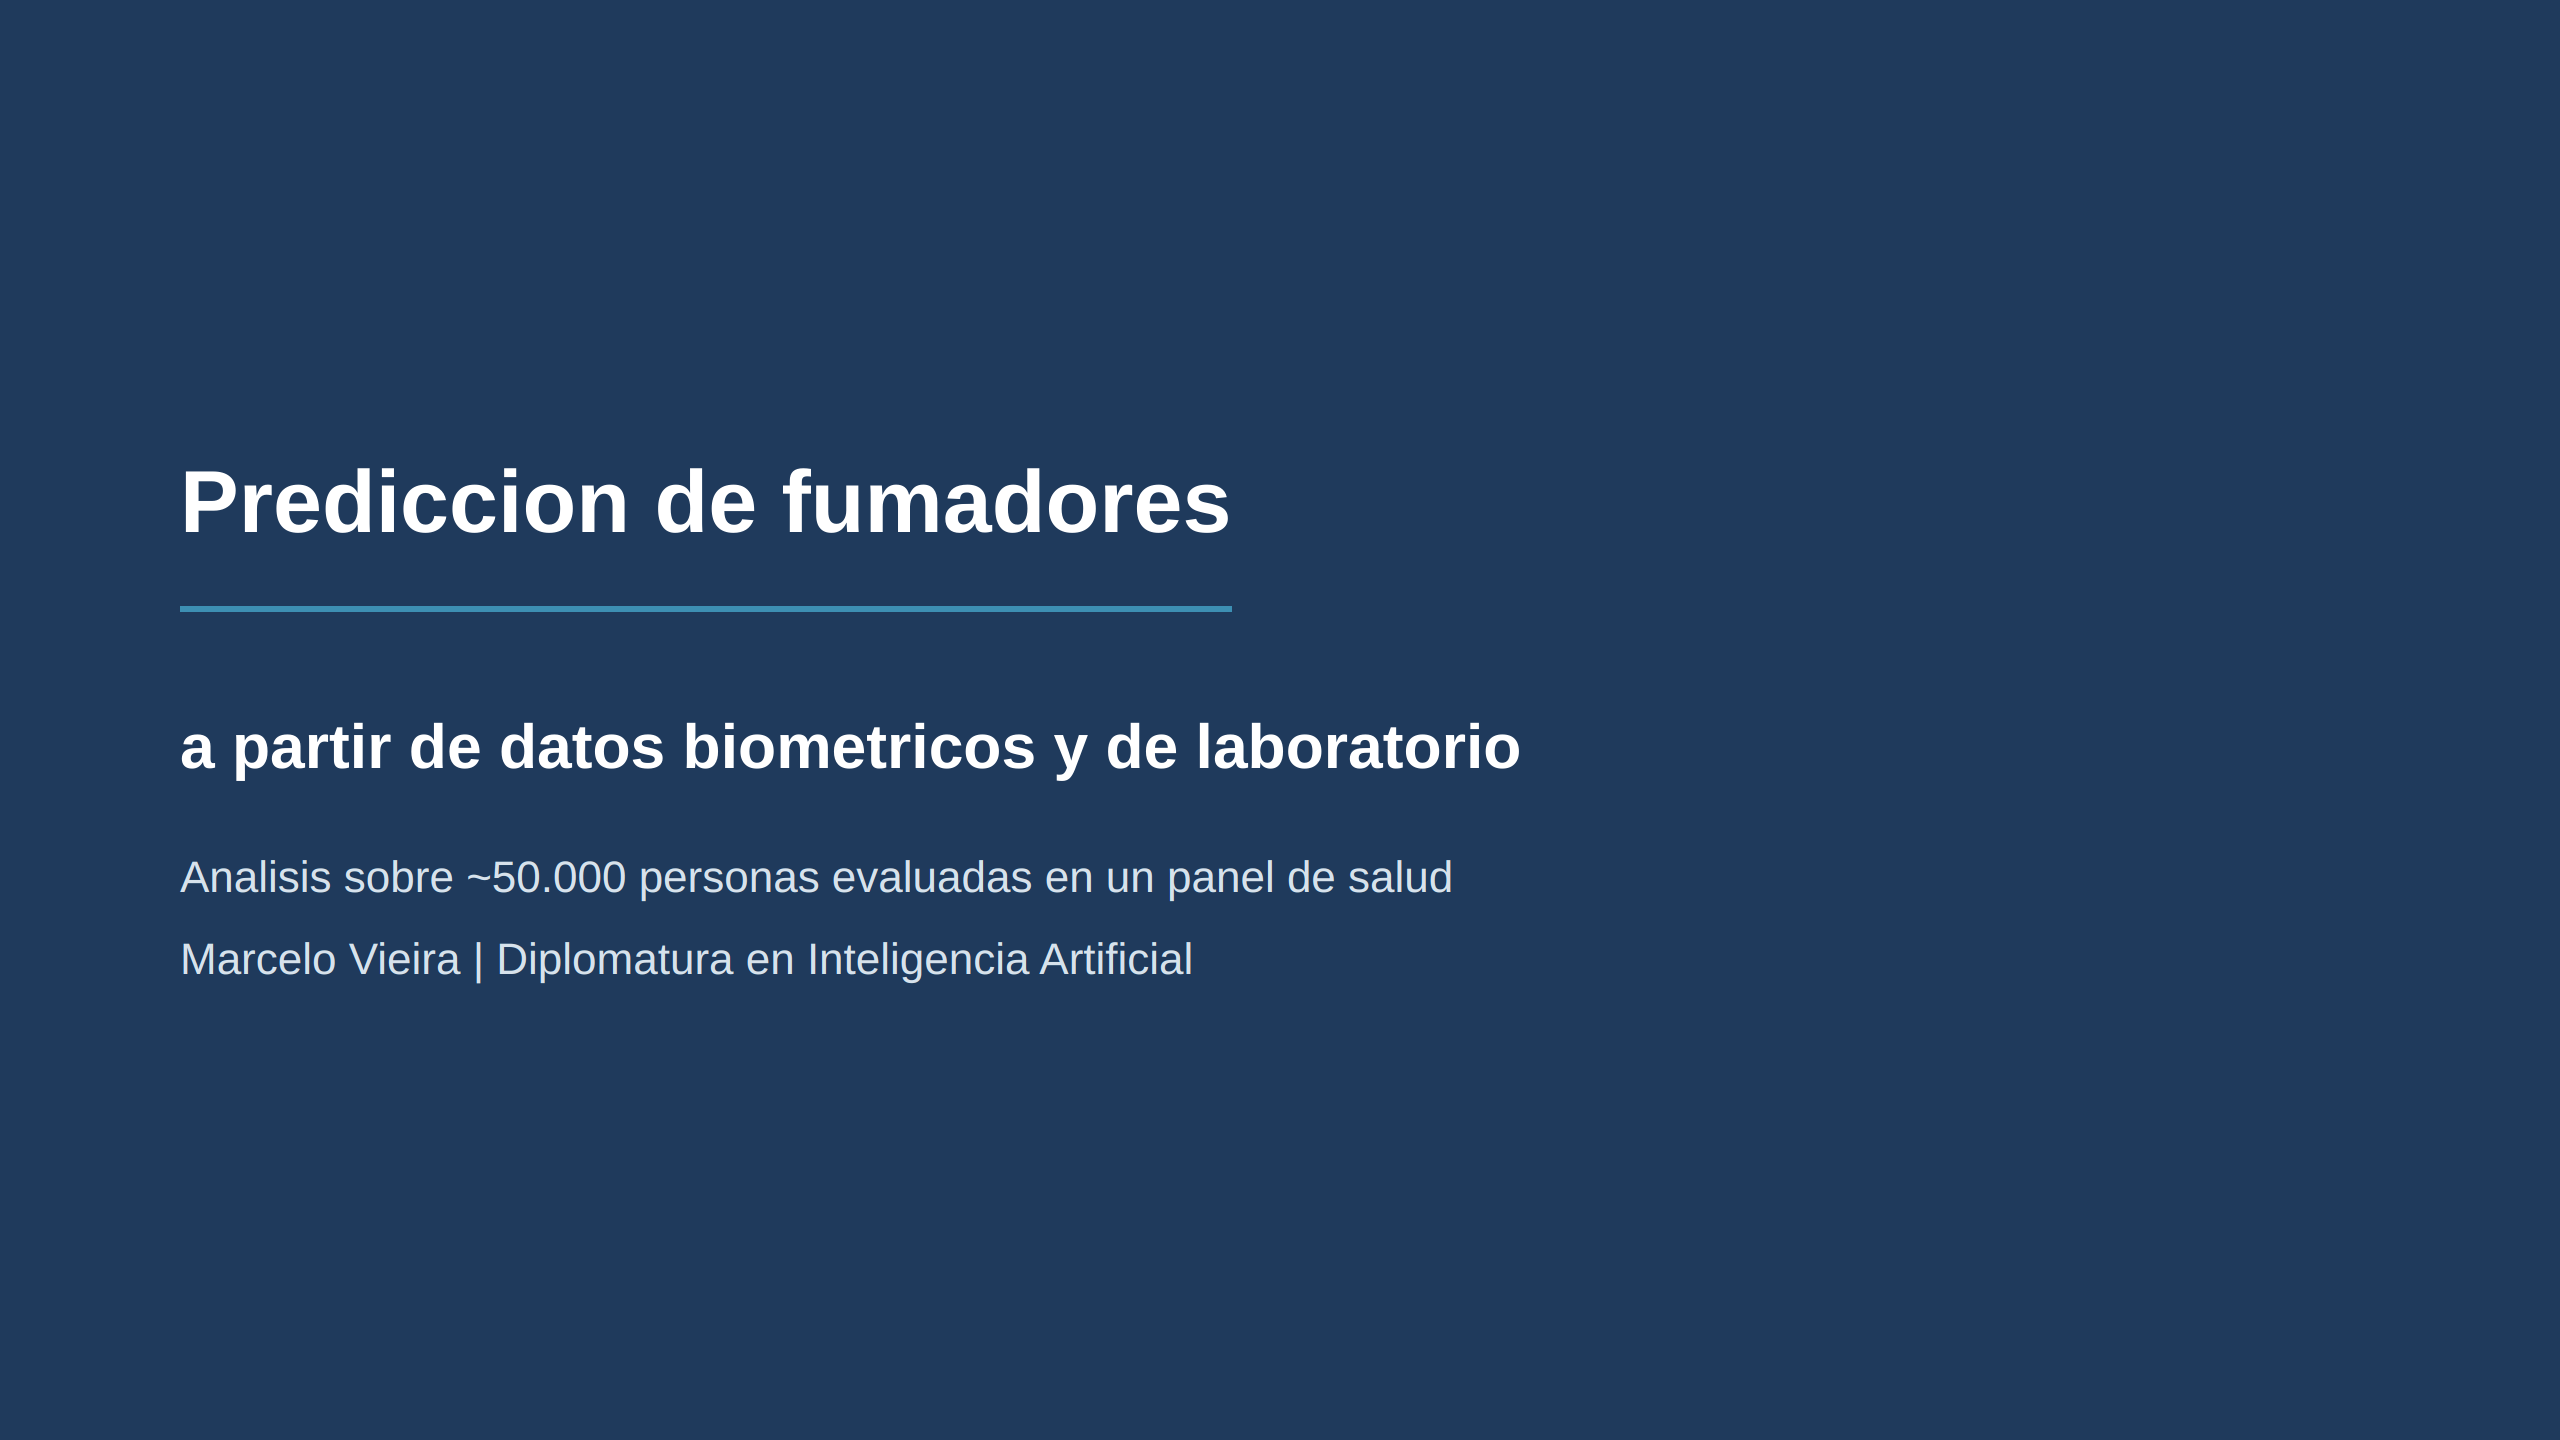 Prediccion de fumadores
a partir de datos biometricos y de laboratorio
Analisis sobre ~50.000 personas evaluadas en un panel de salud
Marcelo Vieira | Diplomatura en Inteligencia Artificial